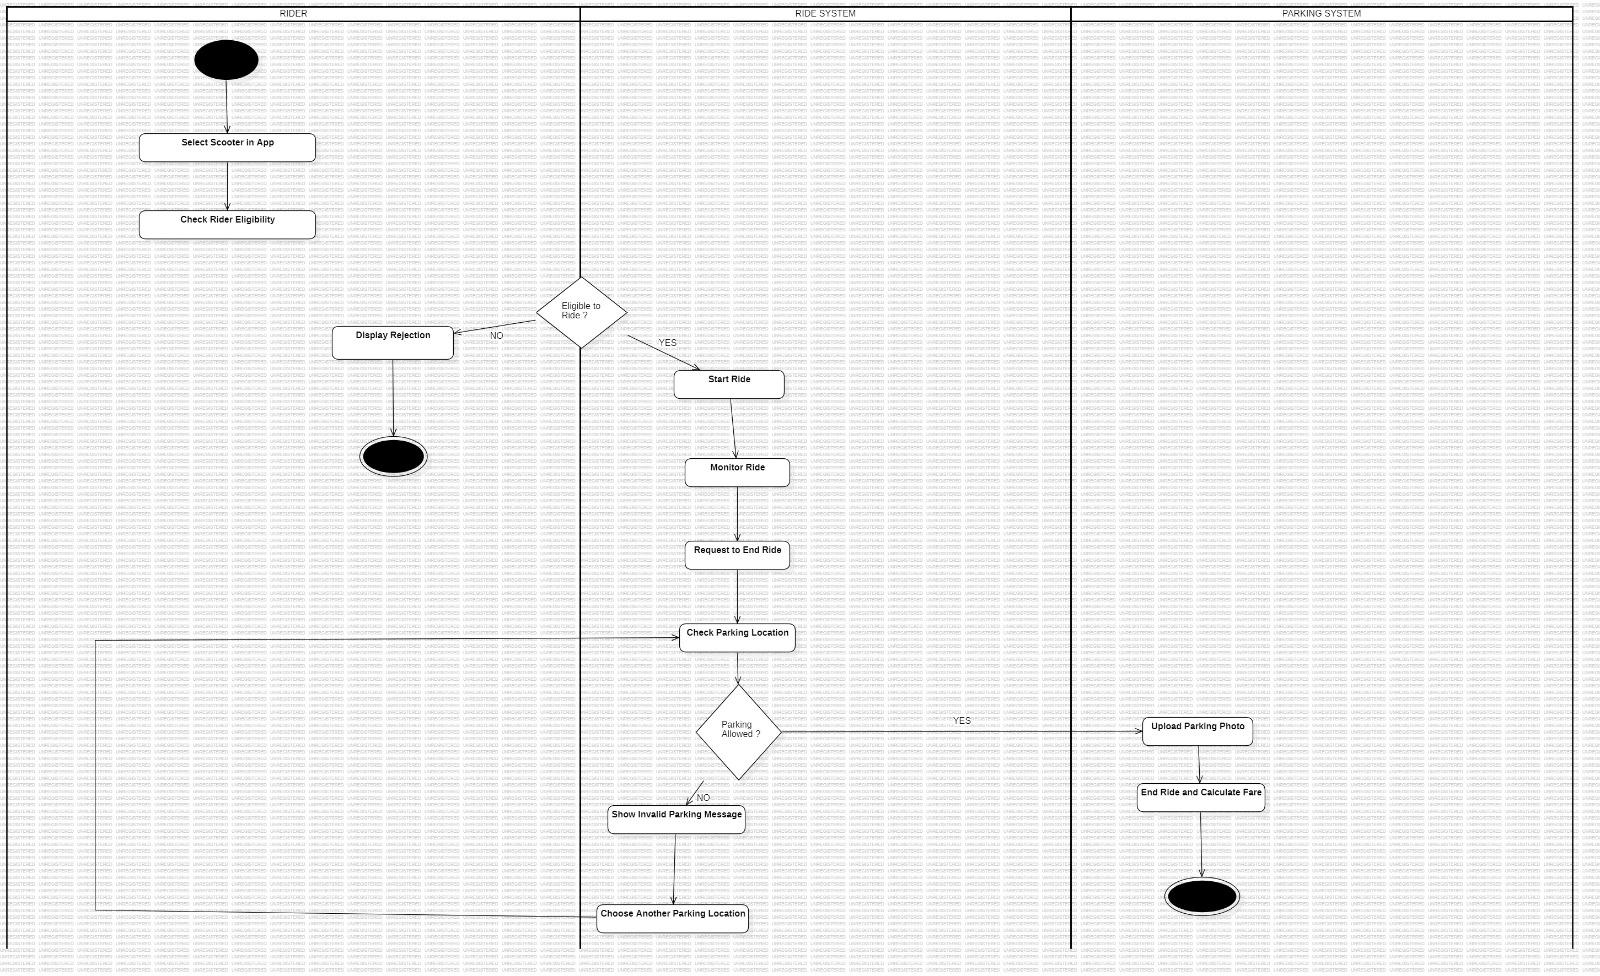 RIDER
RIDE SYSTEM
PARKING SYSTEM
Select Scooter in App
Check Rider Eligibility
Eligible to
Ride ?
NO
YES
Display Rejection
Start Ride
Monitor Ride
Request to End Ride
Check Parking Location
Parking
Allowed ?
YES
NO
Upload Parking Photo
End Ride and Calculate Fare
Show Invalid Parking Message
Choose Another Parking Location
UNREGISTERED